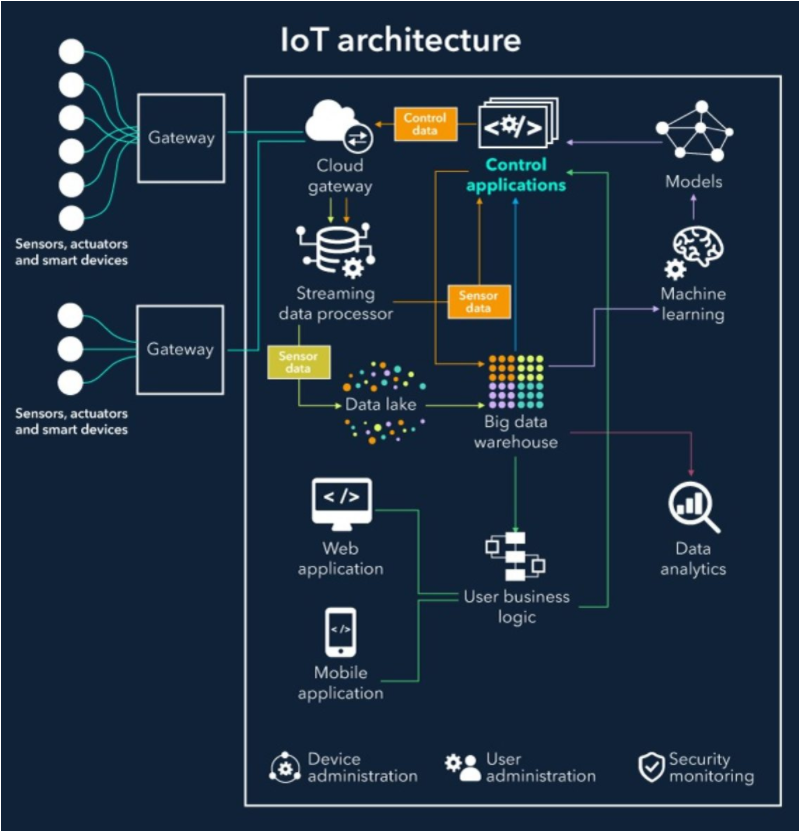 IoT architecture
Gateway
Sensors, actuators
and smart devices
Gateway
Sensors, actuators
and smart devices
Cloud
gateway
Control
data
</>
Control
applications
Models
Streaming
data processor
Sensor
data
Machine
learning
Sensor
data
Data lake
Big data
warehouse
</>
Web
application
User business
logic
Data
analytics
</>
Mobile
application
Device
administration
User
administration
Security
monitoring